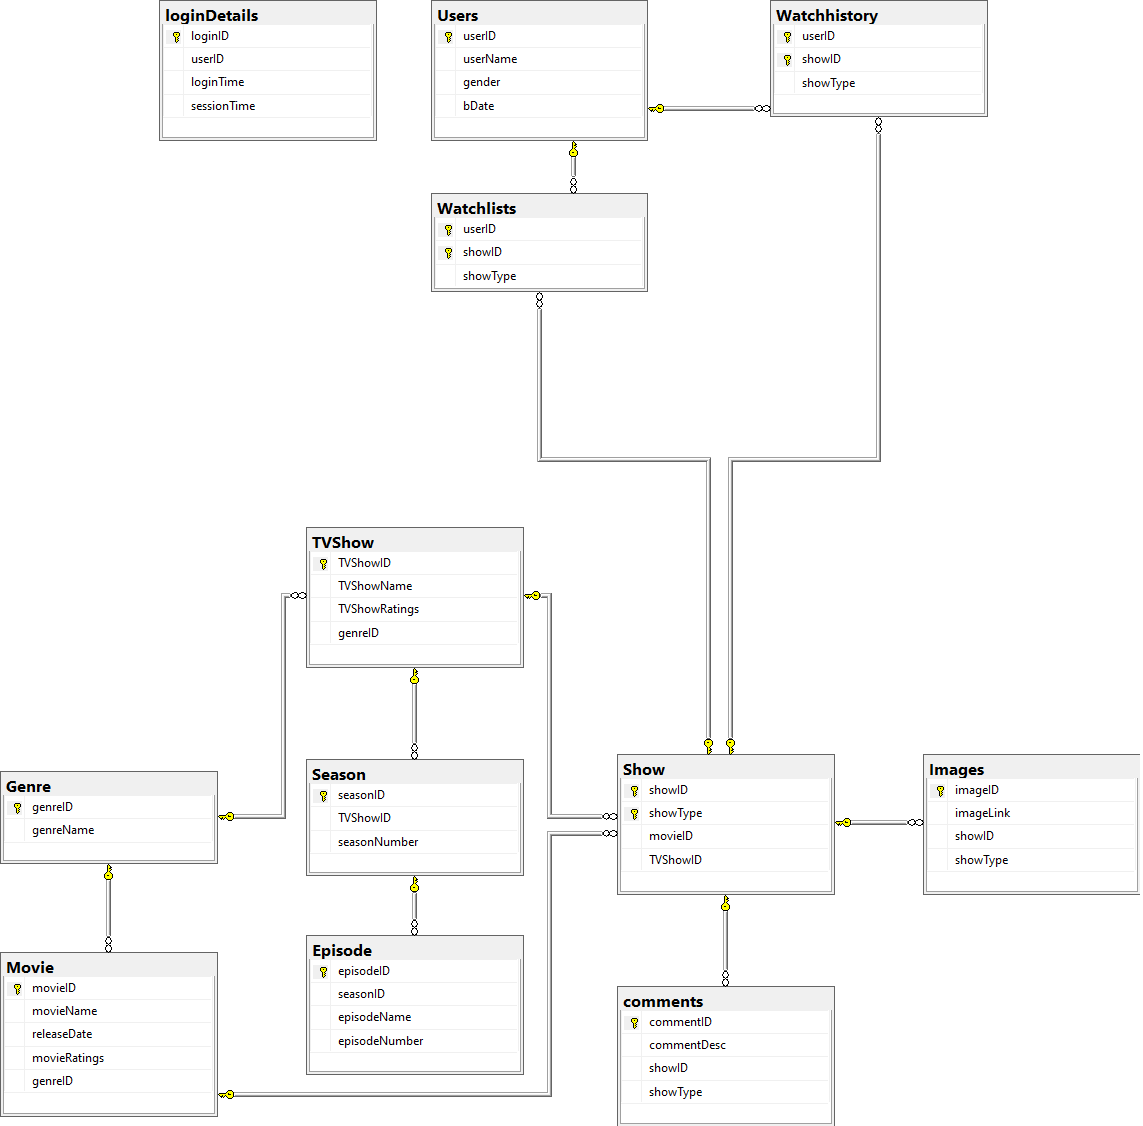 loginDetails
loginID
userID
loginTime
sessionTime
Users
userID
userName
gender
bDate
Watchhistory
userID
showID
showType
Watchlists
userID
showID
showType
TVShow
TVShowID
TVShowName
TVShowRatings
genreID
Genre
genreID
genreName
Season
seasonID
TVShowID
seasonNumber
Show
showID
showType
movieID
TVShowID
Images
imageID
imageLink
showID
showType
Movie
movieID
movieName
releaseDate
movieRatings
genreID
Episode
episodeID
seasonID
episodeName
episodeNumber
comments
commentID
commentDesc
showID
showType